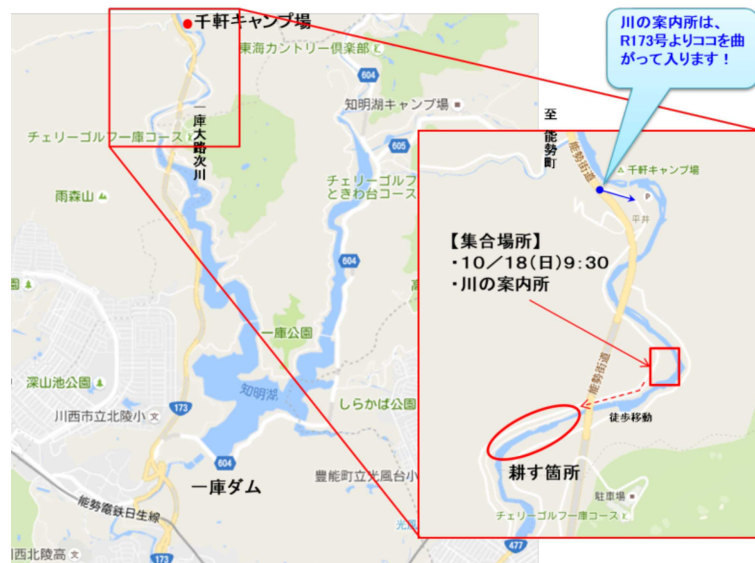 千軒キャンプ場
東海カントリー倶楽部
604
知明湖キャンプ場
一庫大路次川
チェリーゴルフ一庫コース
605
雨森山
チェリーゴルフ
ときわ台コース
604
一庫公園
深山池公園
知明湖
しらかば公園
川西市立北陵小
173
604
豊能町立光風台小
一庫ダム
能勢電鉄日生線
川西北陵高
173
477
川の案内所は、
R173号よりココを曲
がって入ります!
至 能勢町
能勢街道
千軒キャンプ場
P
平井
【集合場所】
・10/18(日)9:30
・川の案内所
能勢街道
徒歩移動
耕す箇所
駐車場
チェリーゴルフ一庫コース